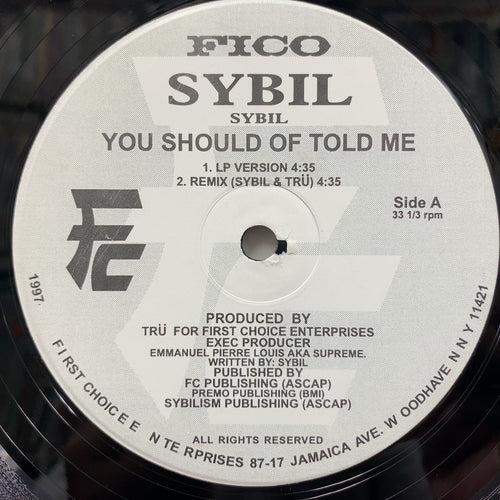 FICO
SYBIL
SYBIL
YOU SHOULD OF TOLD ME
1. LP VERSION 4:35
2. REMIX (SYBIL & TRÜ) 4:35
Side A
33 1/3 rpm
FC
PRODUCED BY
TRÜ FOR FIRST CHOICE ENTERPRISES
EXEC PRODUCER
EMMANUEL PIERRE LOUIS AKA SUPREME.
WRITTEN BY: SYBIL
PUBLISHED BY
FC PUBLISHING (ASCAP)
PREMO PUBLISHING (BMI)
SYBILISM PUBLISHING (ASCAP)
ALL RIGHTS RESERVED
1997. FIRST CHOICE E NTERPRISES 87-17 JAMAICA AVE. W OODHAVE N N Y 11421